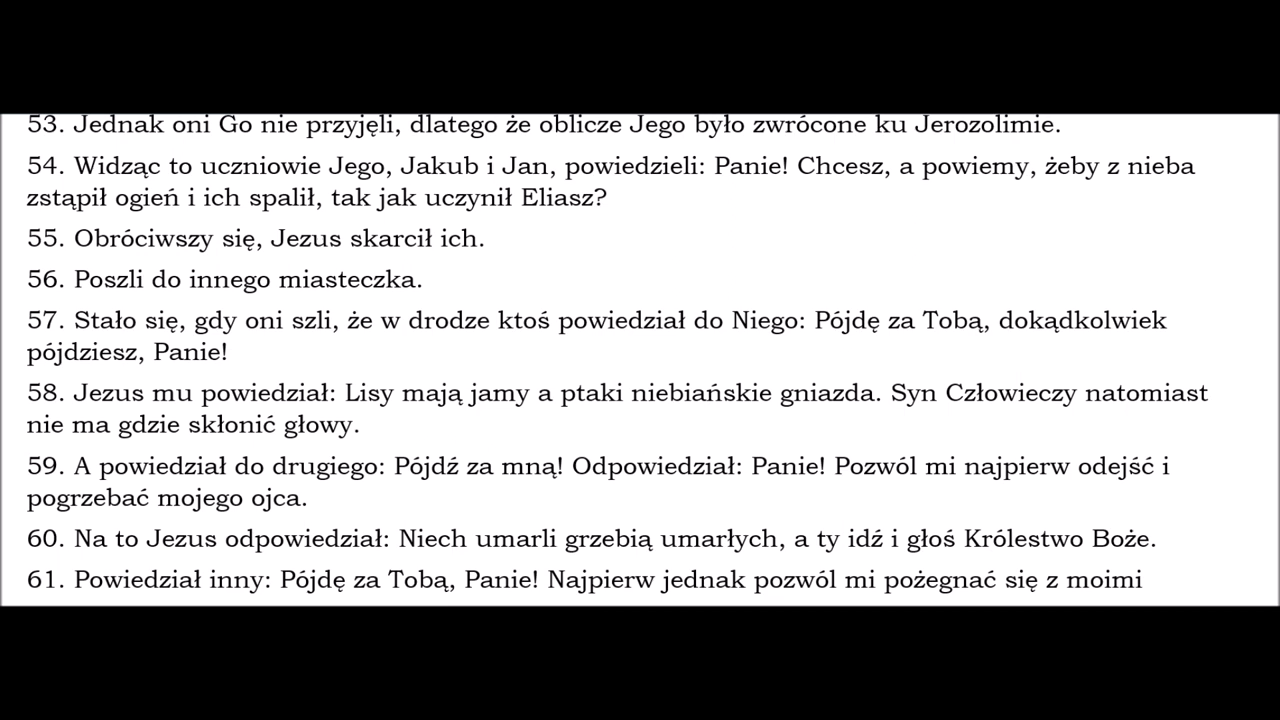 53. Jednak oni Go nie przyjęli, dlatego że oblicze Jego było zwrócone ku Jerozolimie.
54. Widząc to uczniowie Jego, Jakub i Jan, powiedzieli: Panie! Chcesz, a powiemy, żeby z nieba
zstąpił ogień i ich spalił, tak jak uczynił Eliasz?
55. Obróciwszy się, Jezus skarcił ich.
56. Poszli do innego miasteczka.
57. Stało się, gdy oni szli, że w drodze ktoś powiedział do Niego: Pójdę za Tobą, dokądkolwiek
pójdziesz, Panie!
58. Jezus mu powiedział: Lisy mają jamy a ptaki niebiańskie gniazda. Syn Człowieczy natomiast
nie ma gdzie skłonić głowy.
59. A powiedział do drugiego: Pójdź za mną! Odpowiedział: Panie! Pozwól mi najpierw odejść i
pogrzebać mojego ojca.
60. Na to Jezus odpowiedział: Niech umarli grzebią umarłych, a ty idź i głoś Królestwo Boże.
61. Powiedział inny: Pójdę za Tobą, Panie! Najpierw jednak pozwól mi pożegnać się z moimi